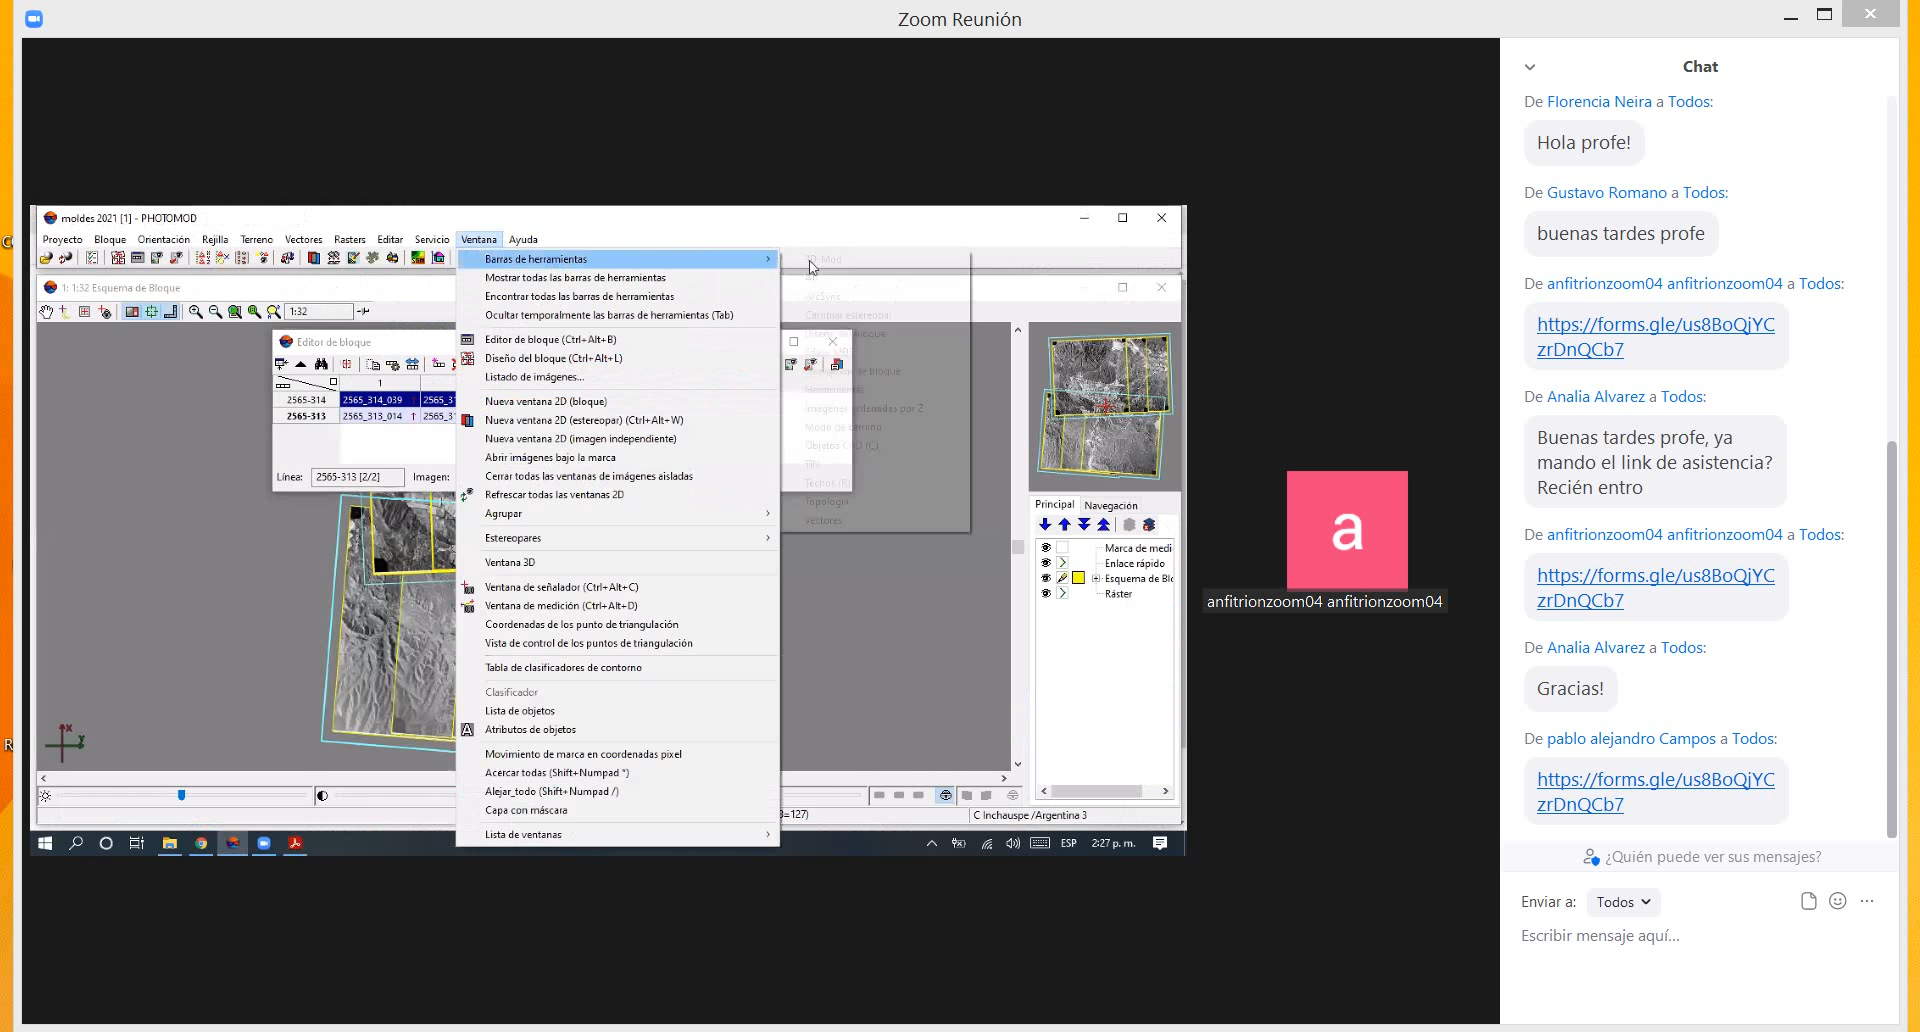 Zoom Reunión
moldes 2021 [1] - PHOTOMOD
Proyecto Bloque Orientación Rejilla Terreno Vectores Rasters Editar Servicio Ventana Ayuda
1: 1:32 Esquema de Bloque
1:32
Editor de bloque
1
2565-314 2565_314_039
2565-313 2565_313_014
Línea: 2565-313 [2/2] Imagen:
Barras de herramientas
Mostrar todas las barras de herramientas
Encontrar todas las barras de herramientas
Ocultar temporalmente las barras de herramientas (Tab)
Editor de bloque (Ctrl+Alt+B)
Diseño del bloque (Ctrl+Alt+L)
Listado de imágenes...
Nueva ventana 2D (bloque)
Nueva ventana 2D (estereopar) (Ctrl+Alt+W)
Nueva ventana 2D (imagen independiente)
Abrir imágenes bajo la marca
Cerrar todas las ventanas de imágenes aisladas
Refrescar todas las ventanas 2D
Agrupar
Estereopares
Ventana 3D
Ventana de señalador (Ctrl+Alt+C)
Ventana de medición (Ctrl+Alt+D)
Coordenadas de los punto de triangulación
Vista de control de los puntos de triangulación
Tabla de clasificadores de contorno
Clasificador
Lista de objetos
Atributos de objetos
Movimiento de marca en coordenadas pixel
Acercar todas (Shift+Numpad *)
Alejar_todo (Shift+Numpad /)
Capa con máscara
Lista de ventanas
Cambiar estereopar
Topología
Vectores
Principal Navegación
Marca de medi
Enlace rápido
Esquema de Blo
Ráster
=127)
C Inchauspe /Argentina 3
ESP 2:27 p. m.
a
anfitrionzoom04 anfitrionzoom04
Chat
De Florencia Neira a Todos:
Hola profe!
De Gustavo Romano a Todos:
buenas tardes profe
De anfitrionzoom04 anfitrionzoom04 a Todos:
https://forms.gle/us8BoQjYC
zrDnQCb7
De Analia Alvarez a Todos:
Buenas tardes profe, ya
mando el link de asistencia?
Recién entro
De anfitrionzoom04 anfitrionzoom04 a Todos:
https://forms.gle/us8BoQjYC
zrDnQCb7
De Analia Alvarez a Todos:
Gracias!
De pablo alejandro Campos a Todos:
https://forms.gle/us8BoQjYC
zrDnQCb7
¿Quién puede ver sus mensajes?
Enviar a: Todos
Escribir mensaje aquí...